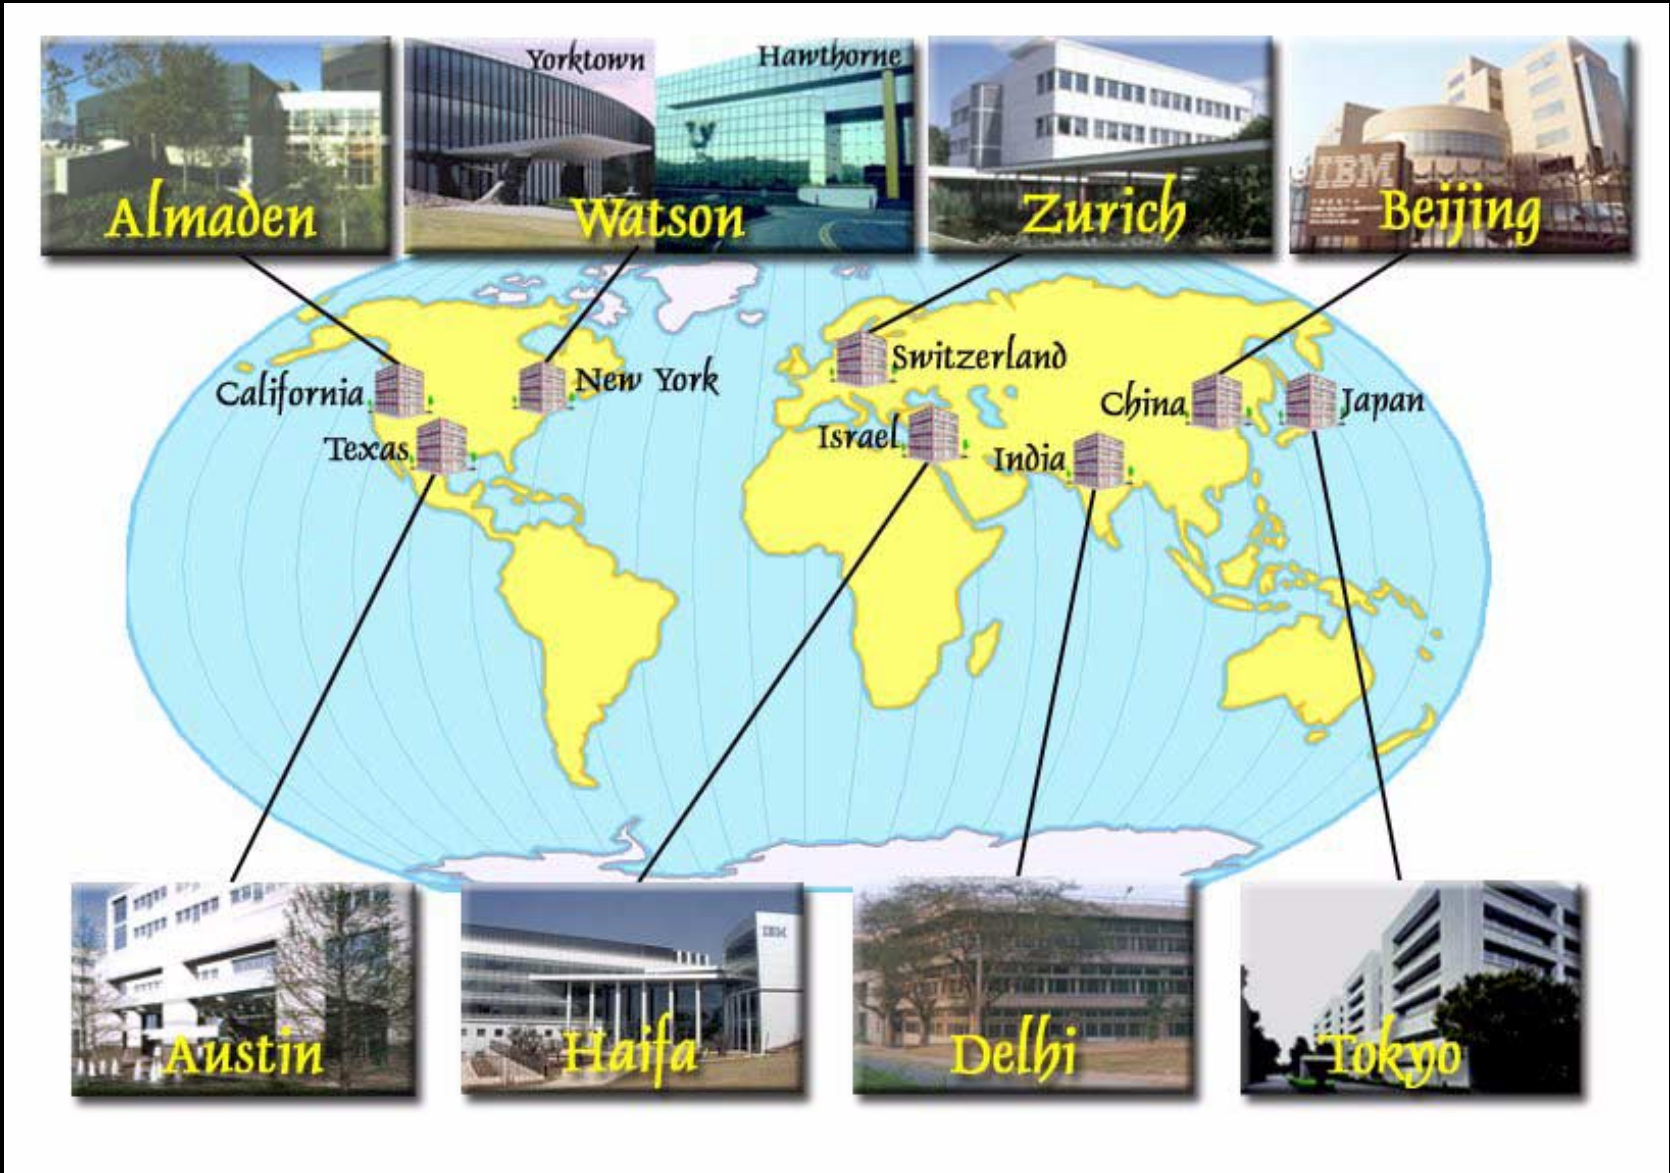 Yorktown
Hawthorne
Almaden
Watson
Zurich
IBM
Beijing
California
New York
Switzerland
China
Japan
Texas
Israel
India
IBM
Austin
Haifa
Delhi
Tokyo